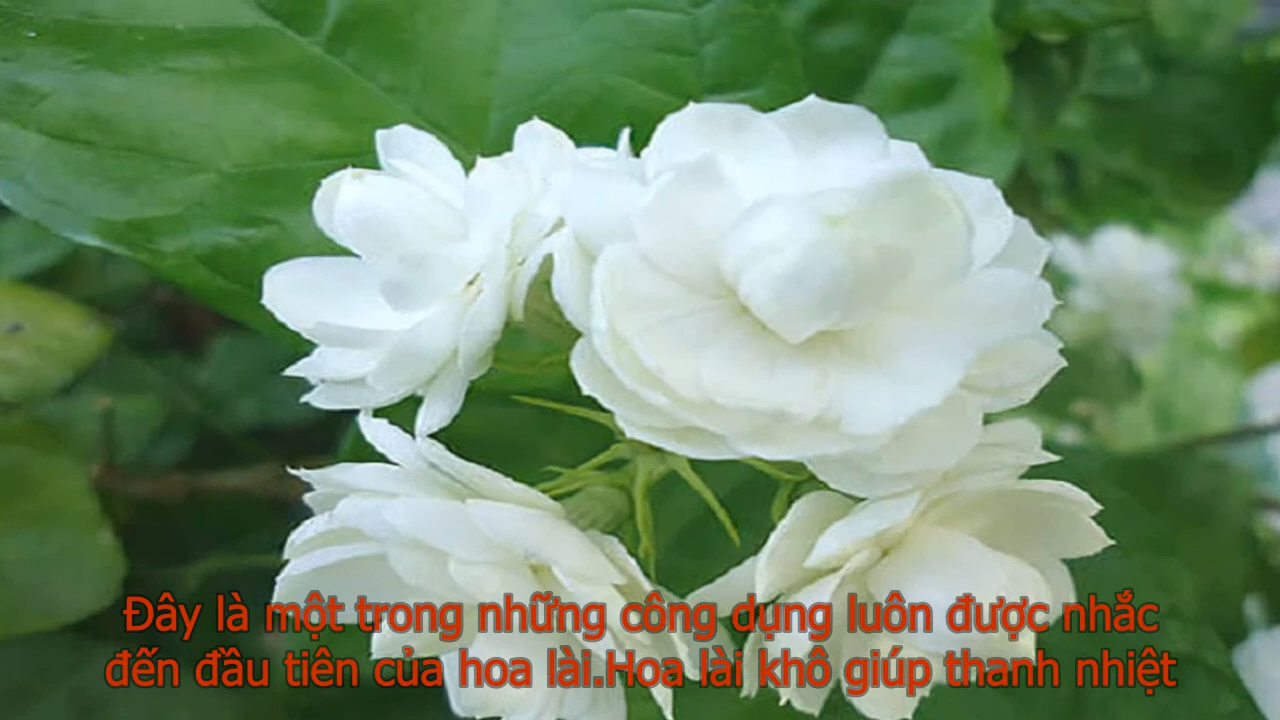 Đây là một trong những công dụng luôn được nhắc
đến đầu tiên của hoa lài.Hoa lài khô giúp thanh nhiệt